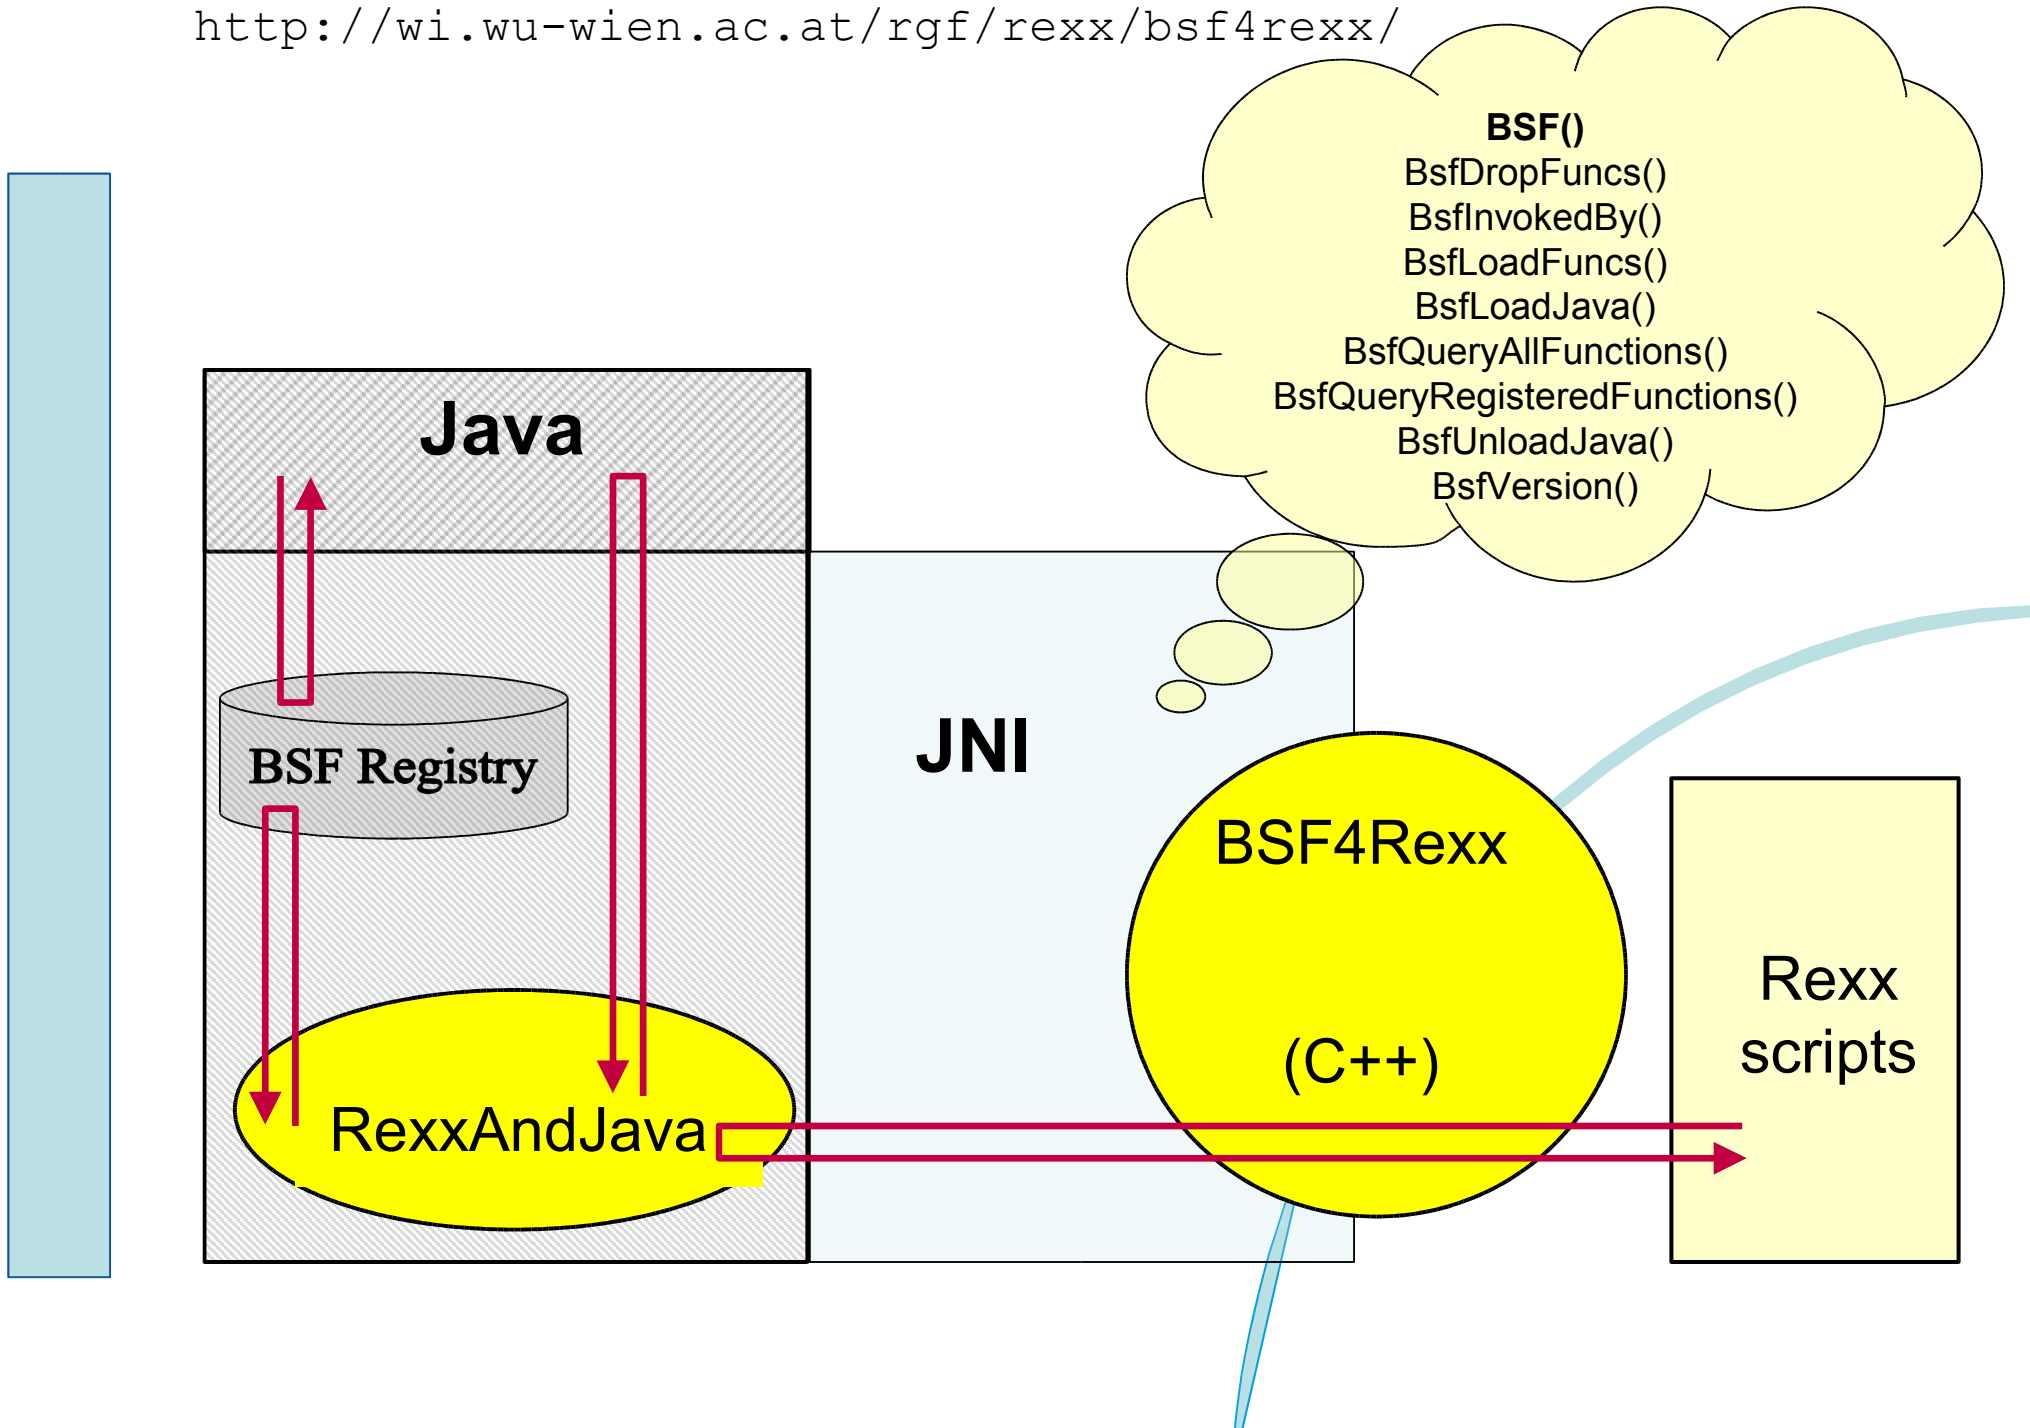 http://wi.wu-wien.ac.at/rgf/rexx/bsf4rexx/
BSF()
BsfDropFuncs()
BsfInvokedBy()
BsfLoadFuncs()
BsfLoadJava()
BsfQueryAllFunctions()
BsfQueryRegisteredFunctions()
BsfUnloadJava()
BsfVersion()
Java
JNI
BSF Registry
BSF4Rexx
(C++)
Rexx
scripts
RexxAndJava